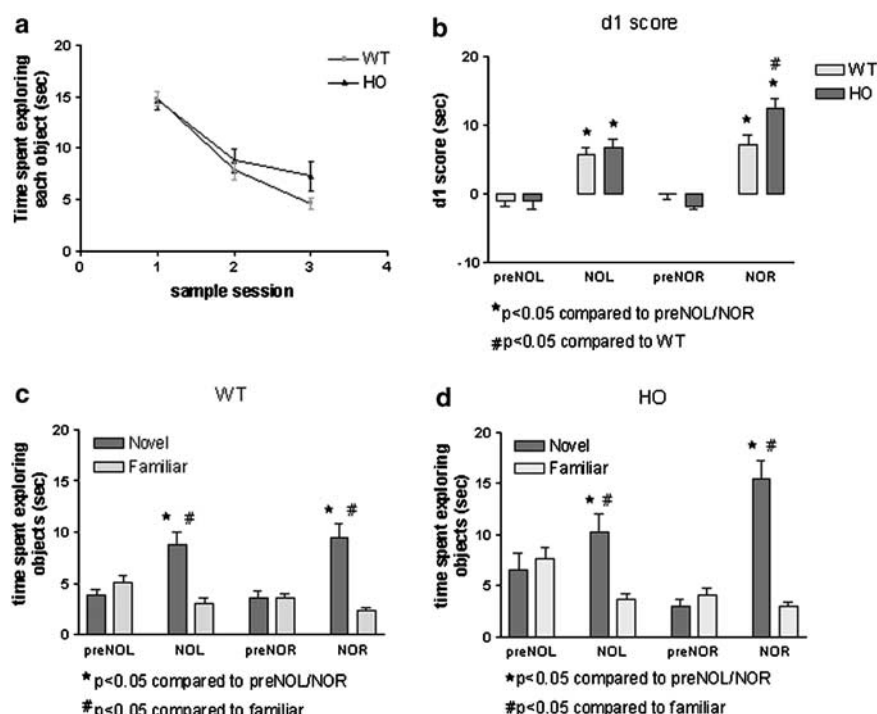 a
20
15
10
5
0
0 1 2 3 4
Time spent exploring
each object (sec)
sample session
WT
HO
b
d1 score
20
10
0
-10
d1 score (sec)
preNOL NOL preNOR NOR
WT
HO
* * * * #
*p<0.05 compared to preNOL/NOR
#p<0.05 compared to WT
c
WT
20
15
10
5
0
time spent exploring
objects (sec)
Novel
Familiar
* # * #
preNOL NOL preNOR NOR
*p<0.05 compared to preNOL/NOR
#p<0.05 compared to familiar
d
HO
20
15
10
5
0
time spent exploring
objects (sec)
Novel
Familiar
* # * #
preNOL NOL preNOR NOR
*p<0.05 compared to preNOL/NOR
#p<0.05 compared to familiar